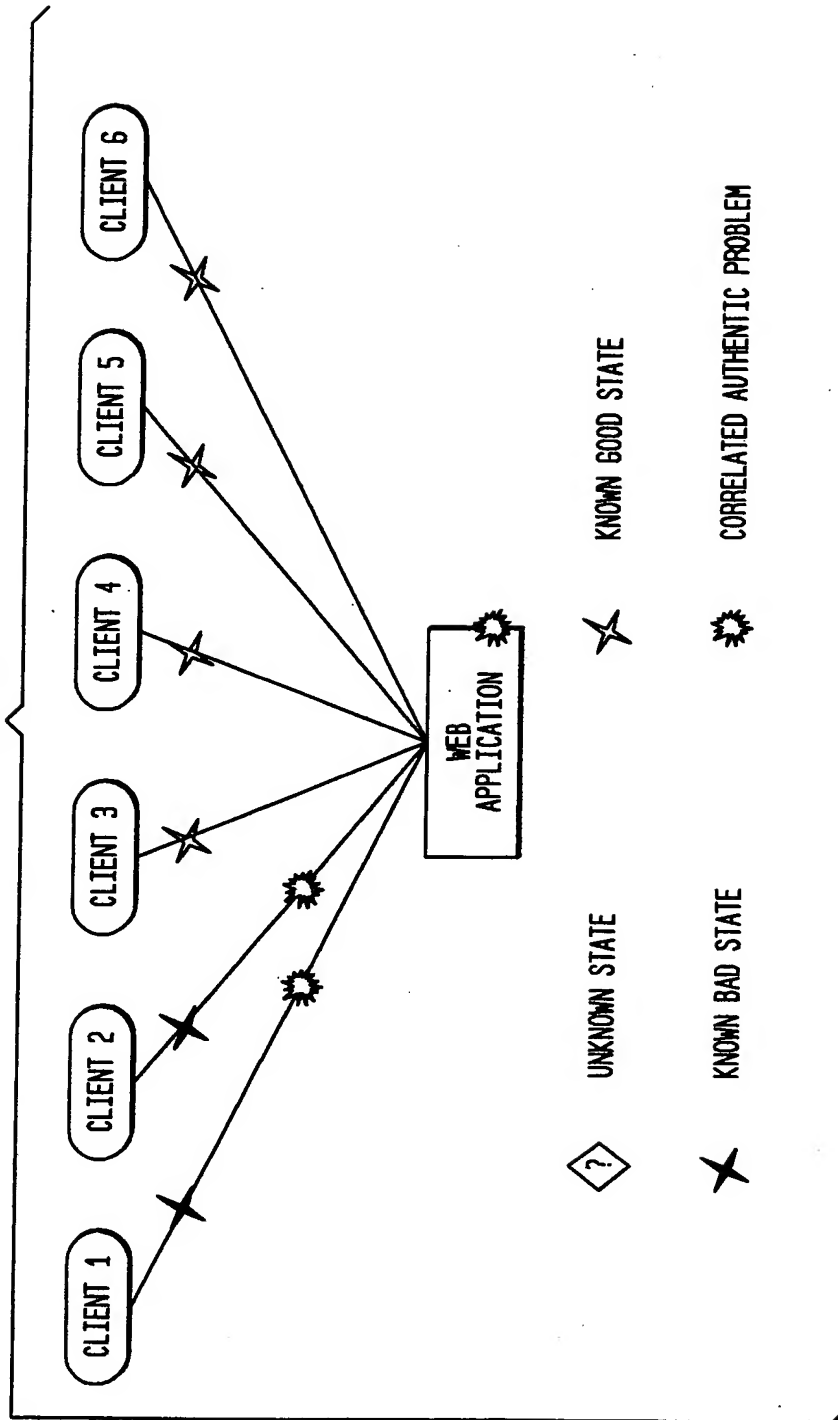 CLIENT 1
CLIENT 2
CLIENT 3
CLIENT 4
CLIENT 5
CLIENT 6
WEB
APPLICATION
?
UNKNOWN STATE
KNOWN GOOD STATE
KNOWN BAD STATE
CORRELATED AUTHENTIC PROBLEM